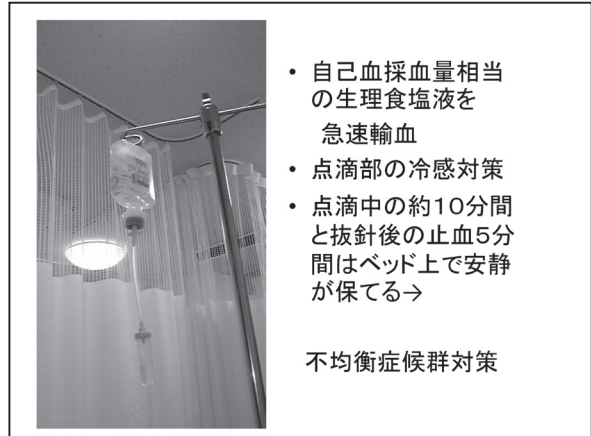 • 自己血採血量相当
の生理食塩液を
急速輸血
• 点滴部の冷感対策
• 点滴中の約10分間
と抜針後の止血5分
間はベッド上で安静
が保てる→
不均衡症候群対策